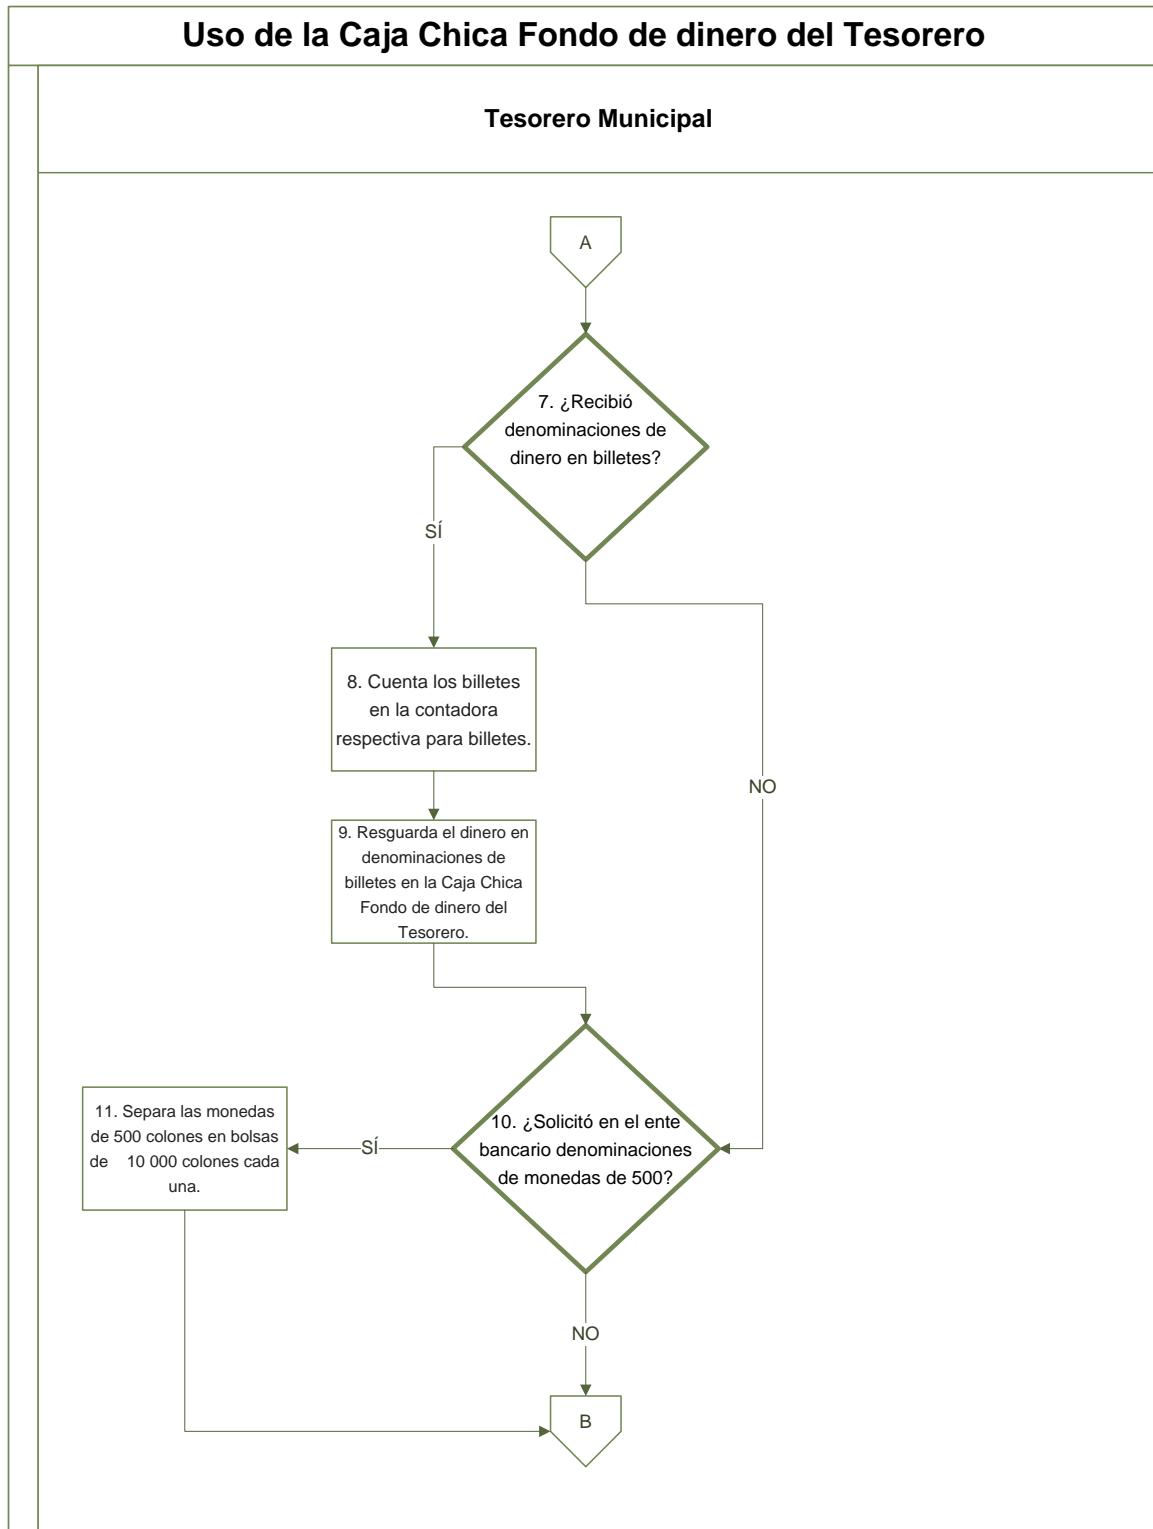 Uso de la Caja Chica Fondo de dinero del Tesorero
Tesorero Municipal
A
7. ¿Recibió
denominaciones de
dinero en billetes?
SÍ
8. Cuenta los billetes
en la contadora
respectiva para billetes.
NO
9. Resguarda el dinero en
denominaciones de
billetes en la Caja Chica
Fondo de dinero del
Tesorero.
10. ¿Solicitó en el ente
bancario denominaciones
de monedas de 500?
SÍ
11. Separa las monedas
de 500 colones en bolsas
de    10 000 colones cada
una.
NO
B